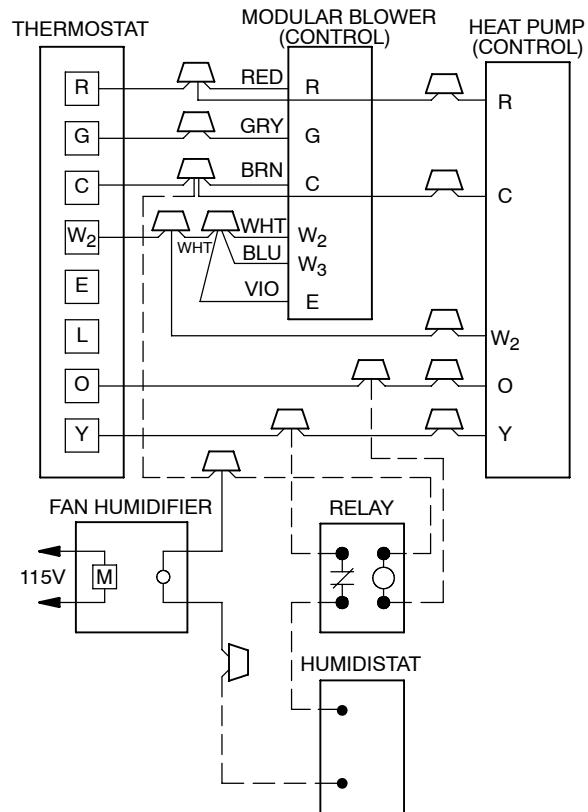 THERMOSTAT
MODULAR BLOWER
(CONTROL)
HEAT PUMP
(CONTROL)
R
RED
R
R
G
GRY
G
C
BRN
C
C
W2
WHT
WHT
W2
BLU
W3
E
VIO
E
L
W2
O
O
Y
Y
FAN HUMIDIFIER
RELAY
115V
M
HUMIDISTAT